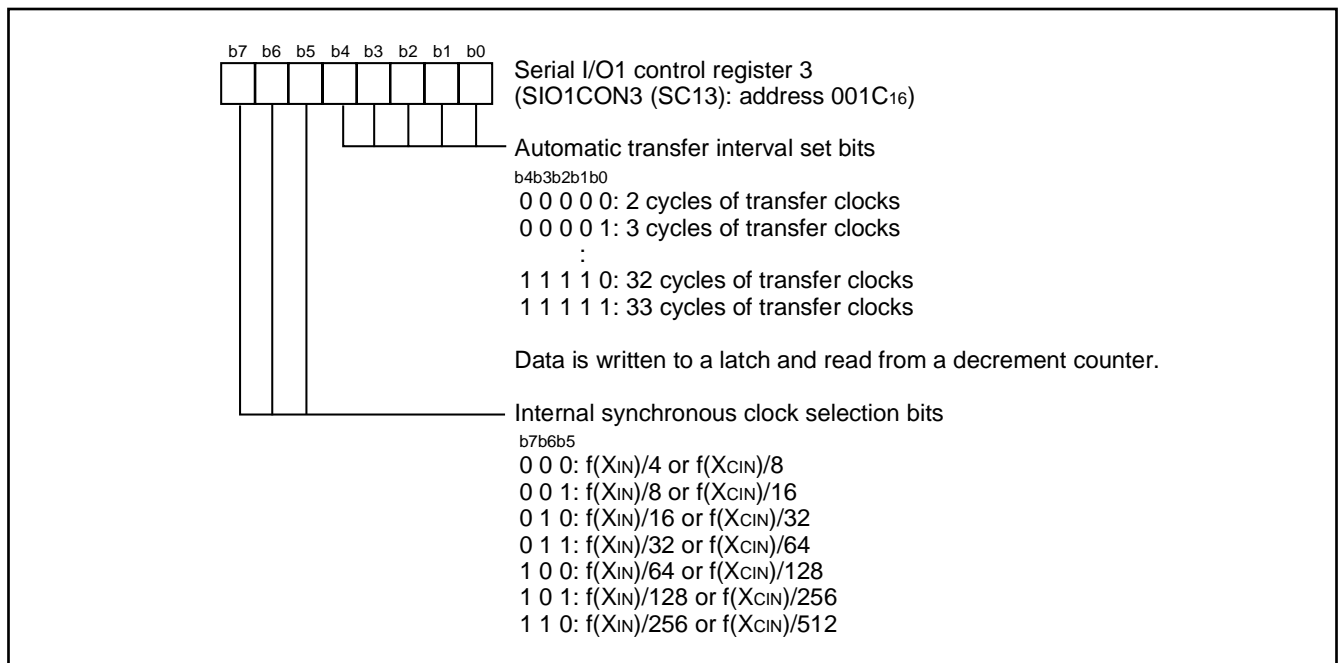 b7 b6 b5 b4 b3 b2 b1 b0
Serial I/O1 control register 3
(SIO1CON3 (SC13): address 001C16)
Automatic transfer interval set bits
b4b3b2b1b0
0 0 0 0 0: 2 cycles of transfer clocks
0 0 0 0 1: 3 cycles of transfer clocks
:
1 1 1 1 0: 32 cycles of transfer clocks
1 1 1 1 1: 33 cycles of transfer clocks
Data is written to a latch and read from a decrement counter.
Internal synchronous clock selection bits
b7b6b5
0 0 0: f(XIN)/4 or f(XCIN)/8
0 0 1: f(XIN)/8 or f(XCIN)/16
0 1 0: f(XIN)/16 or f(XCIN)/32
0 1 1: f(XIN)/32 or f(XCIN)/64
1 0 0: f(XIN)/64 or f(XCIN)/128
1 0 1: f(XIN)/128 or f(XCIN)/256
1 1 0: f(XIN)/256 or f(XCIN)/512